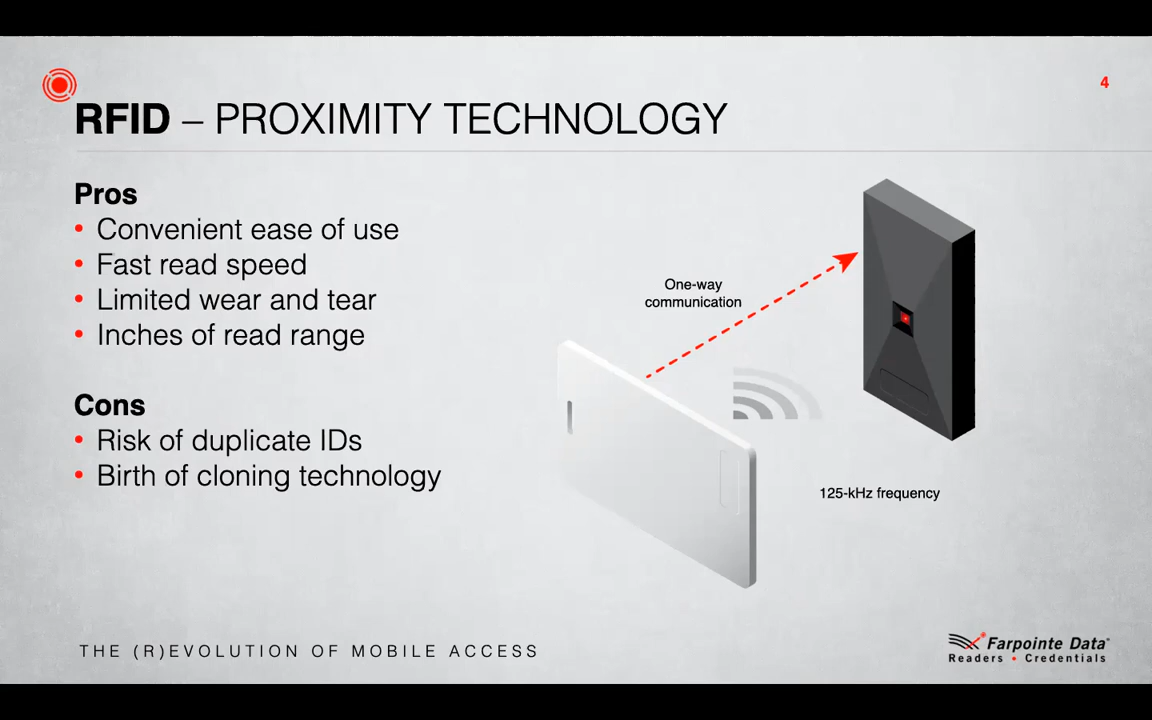 4
RFID – PROXIMITY TECHNOLOGY
Pros
• Convenient ease of use
• Fast read speed
• Limited wear and tear
• Inches of read range
Cons
• Risk of duplicate IDs
• Birth of cloning technology
One-way
communication
125-kHz frequency
THE (R)EVOLUTION OF MOBILE ACCESS
Farpointe Data
Readers • Credentials